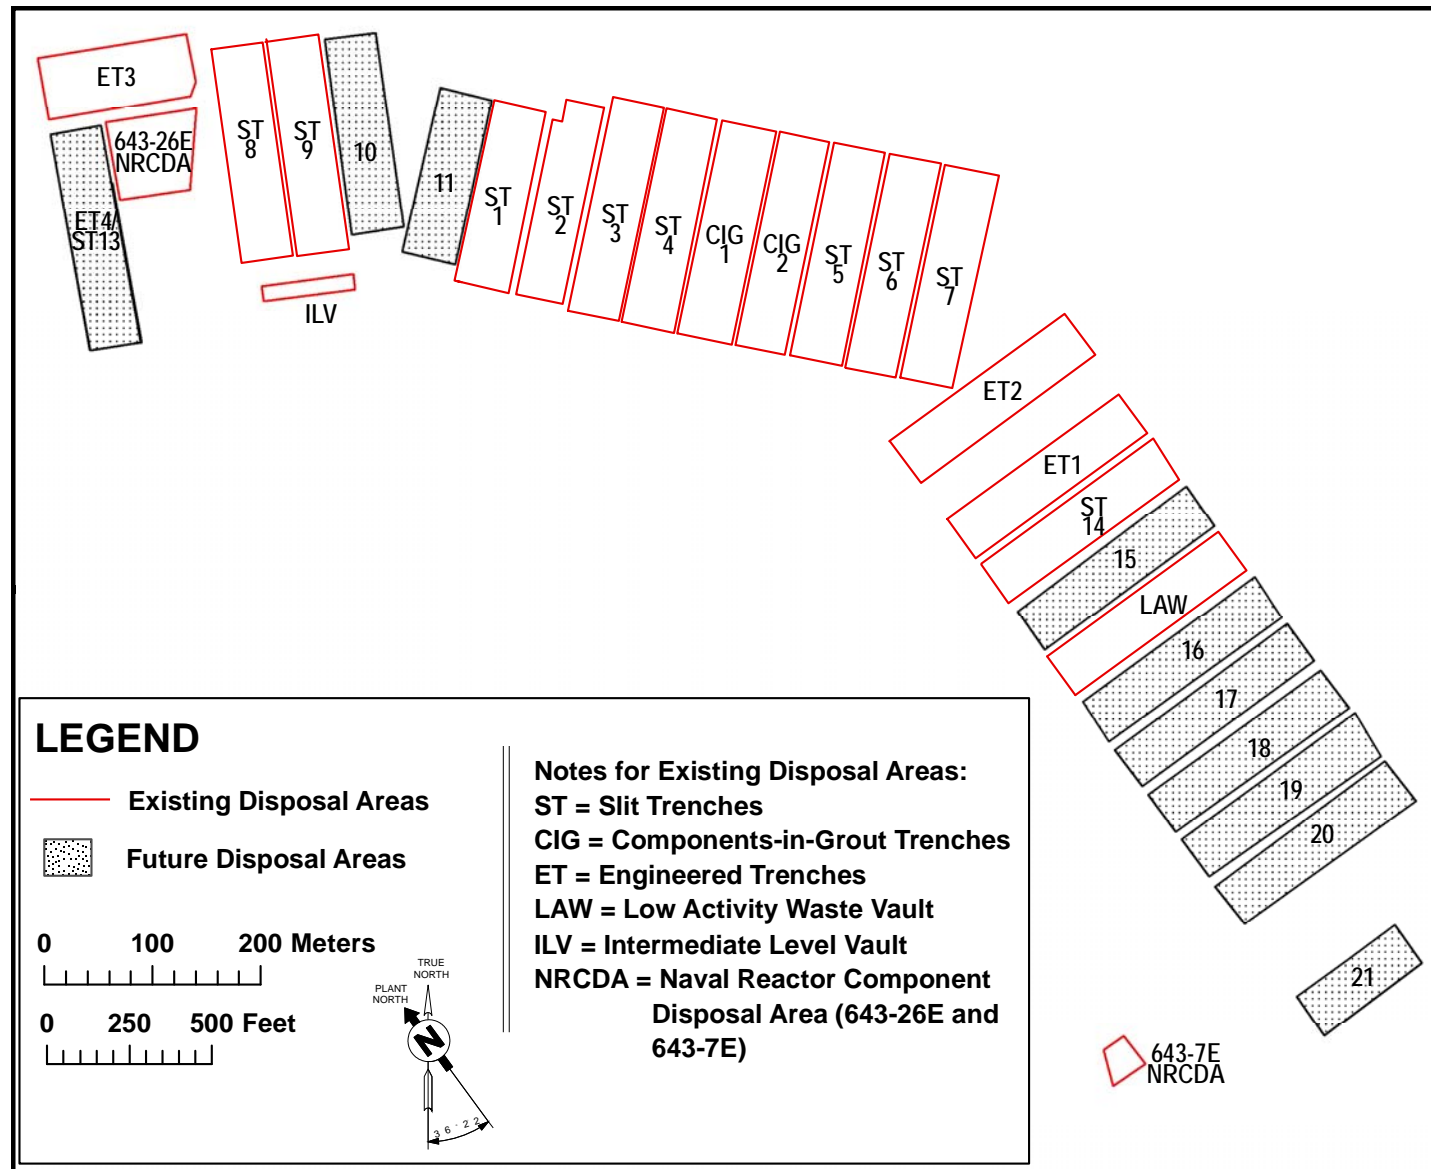 ET3
643-26E
NRCDA
ET4/
ST13
ST
8
ST
9
10
ILV
11
ST
1
ST
2
ST
3
ST
4
CIG
1
CIG
2
ST
5
ST
6
ST
7
ET2
ET1
ST
14
15
LAW
16
17
18
19
20
21
643-7E
NRCDA
LEGEND
Existing Disposal Areas
Future Disposal Areas
0 100 200 Meters
0 250 500 Feet
TRUE
NORTH
PLANT
NORTH
N
36·22
Notes for Existing Disposal Areas:
ST = Slit Trenches
CIG = Components-in-Grout Trenches
ET = Engineered Trenches
LAW = Low Activity Waste Vault
ILV = Intermediate Level Vault
NRCDA = Naval Reactor Component
Disposal Area (643-26E and
643-7E)